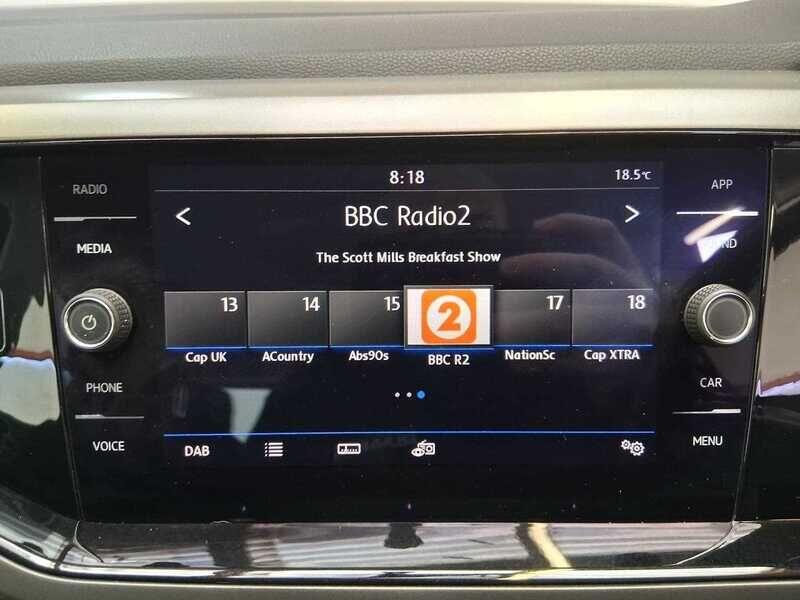 8:18
18.5°C
RADIO
APP
< BBC Radio2 >
MEDIA
The Scott Mills Breakfast Show
13 14 15 2 17 18
Cap UK ACountry Abs90s BBC R2 NationSc Cap XTRA
PHONE
CAR
VOICE
DAB
MENU